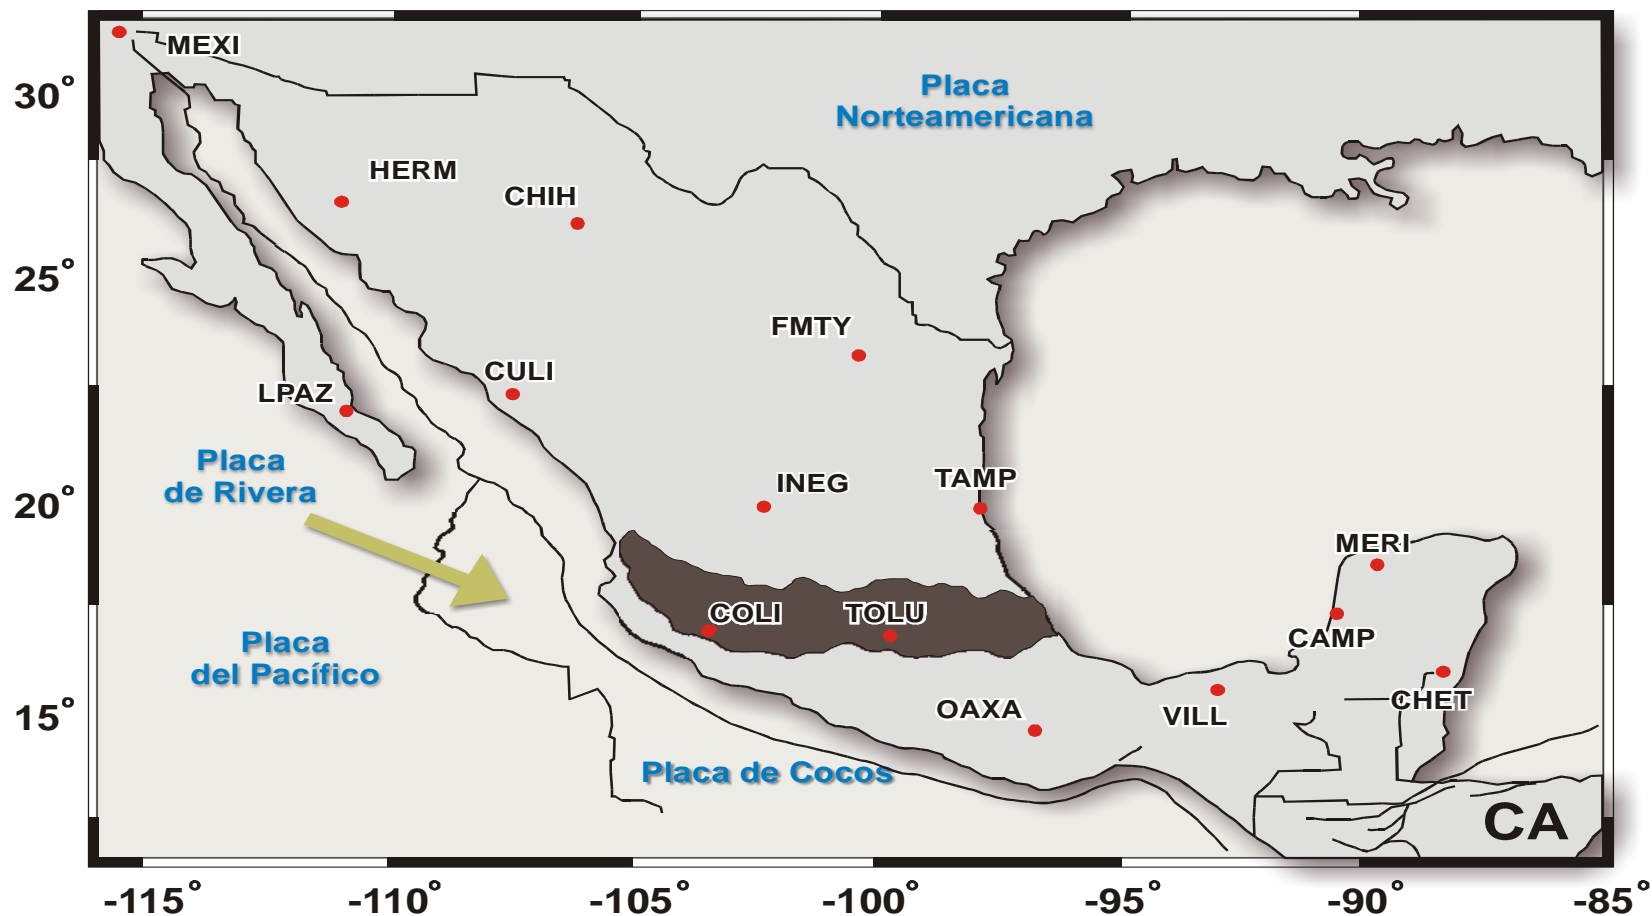 MEXI
Placa
Norteamericana
30°
HERM
CHIH
25°
FMTY
CULI
LPAZ
Placa
de Rivera
INEG
TAMP
20°
MERI
COLI
TOLU
CAMP
Placa
del Pacífico
CHET
OAXA
VILL
15°
Placa de Cocos
CA
-115° -110° -105° -100° -95° -90° -85°